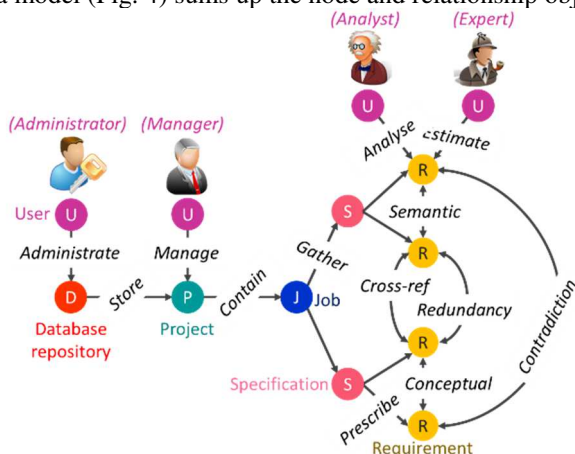 a model (Fig. 4) sums up the node and relationship obj
(Analyst) (Expert)
U U
(Administrator) (Manager)
Analyse Estimate
R
User U U
S Semantic
Administrate Manage
Gather R
Store Contain Cross-ref
D P J Job
Redundancy Contradiction
Database repository
Project
R
Specification S Conceptual
Prescribe
R
Requirement